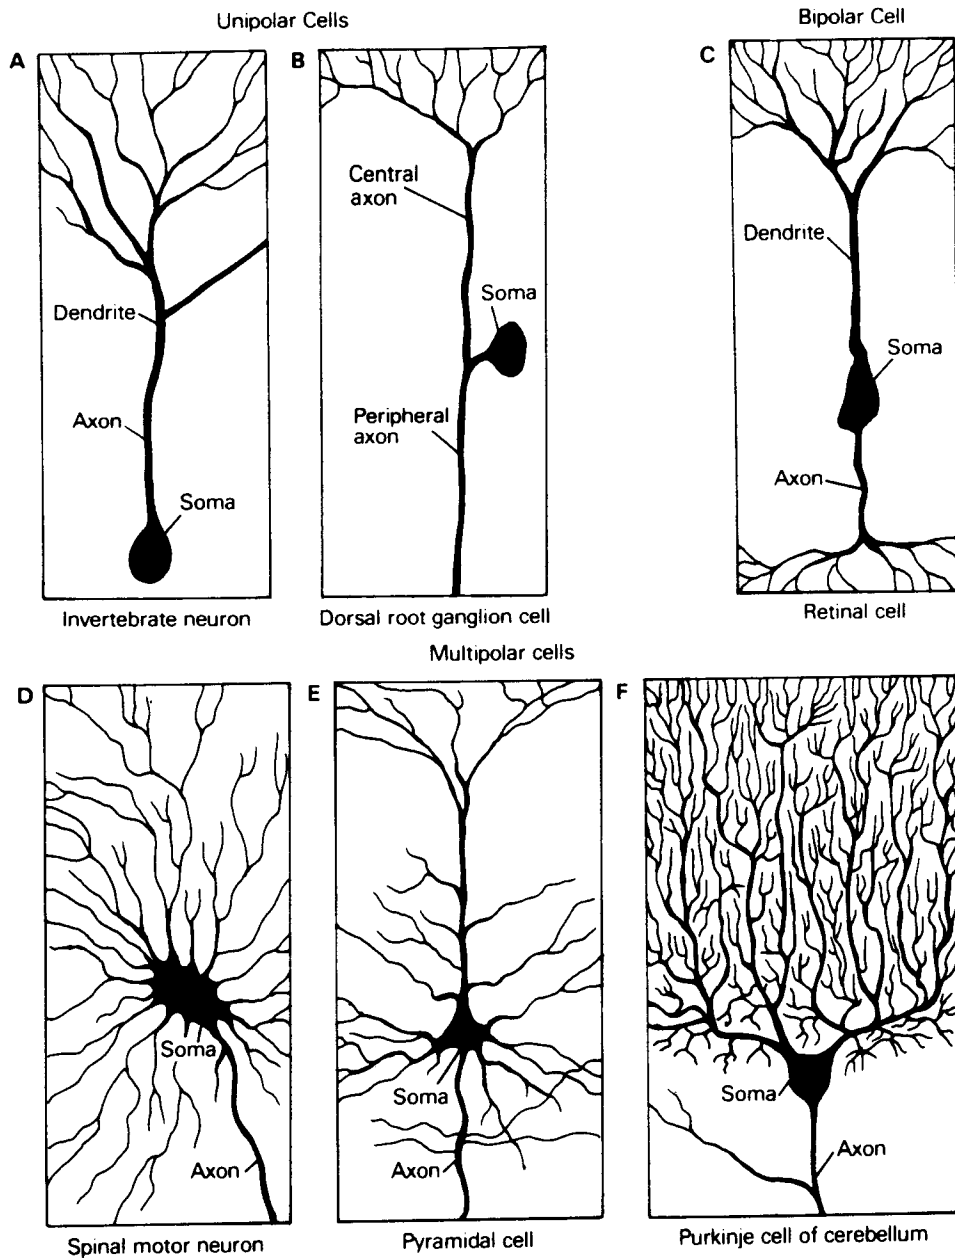 Unipolar Cells
Bipolar Cell
A
B
C
Central
axon
Dendrite
Soma
Dendrite
Soma
Axon
Peripheral
axon
Soma
Axon
Invertebrate neuron
Dorsal root ganglion cell
Retinal cell
Multipolar cells
D
E
F
Soma
Soma
Soma
Axon
Axon
Axon
Spinal motor neuron
Pyramidal cell
Purkinje cell of cerebellum